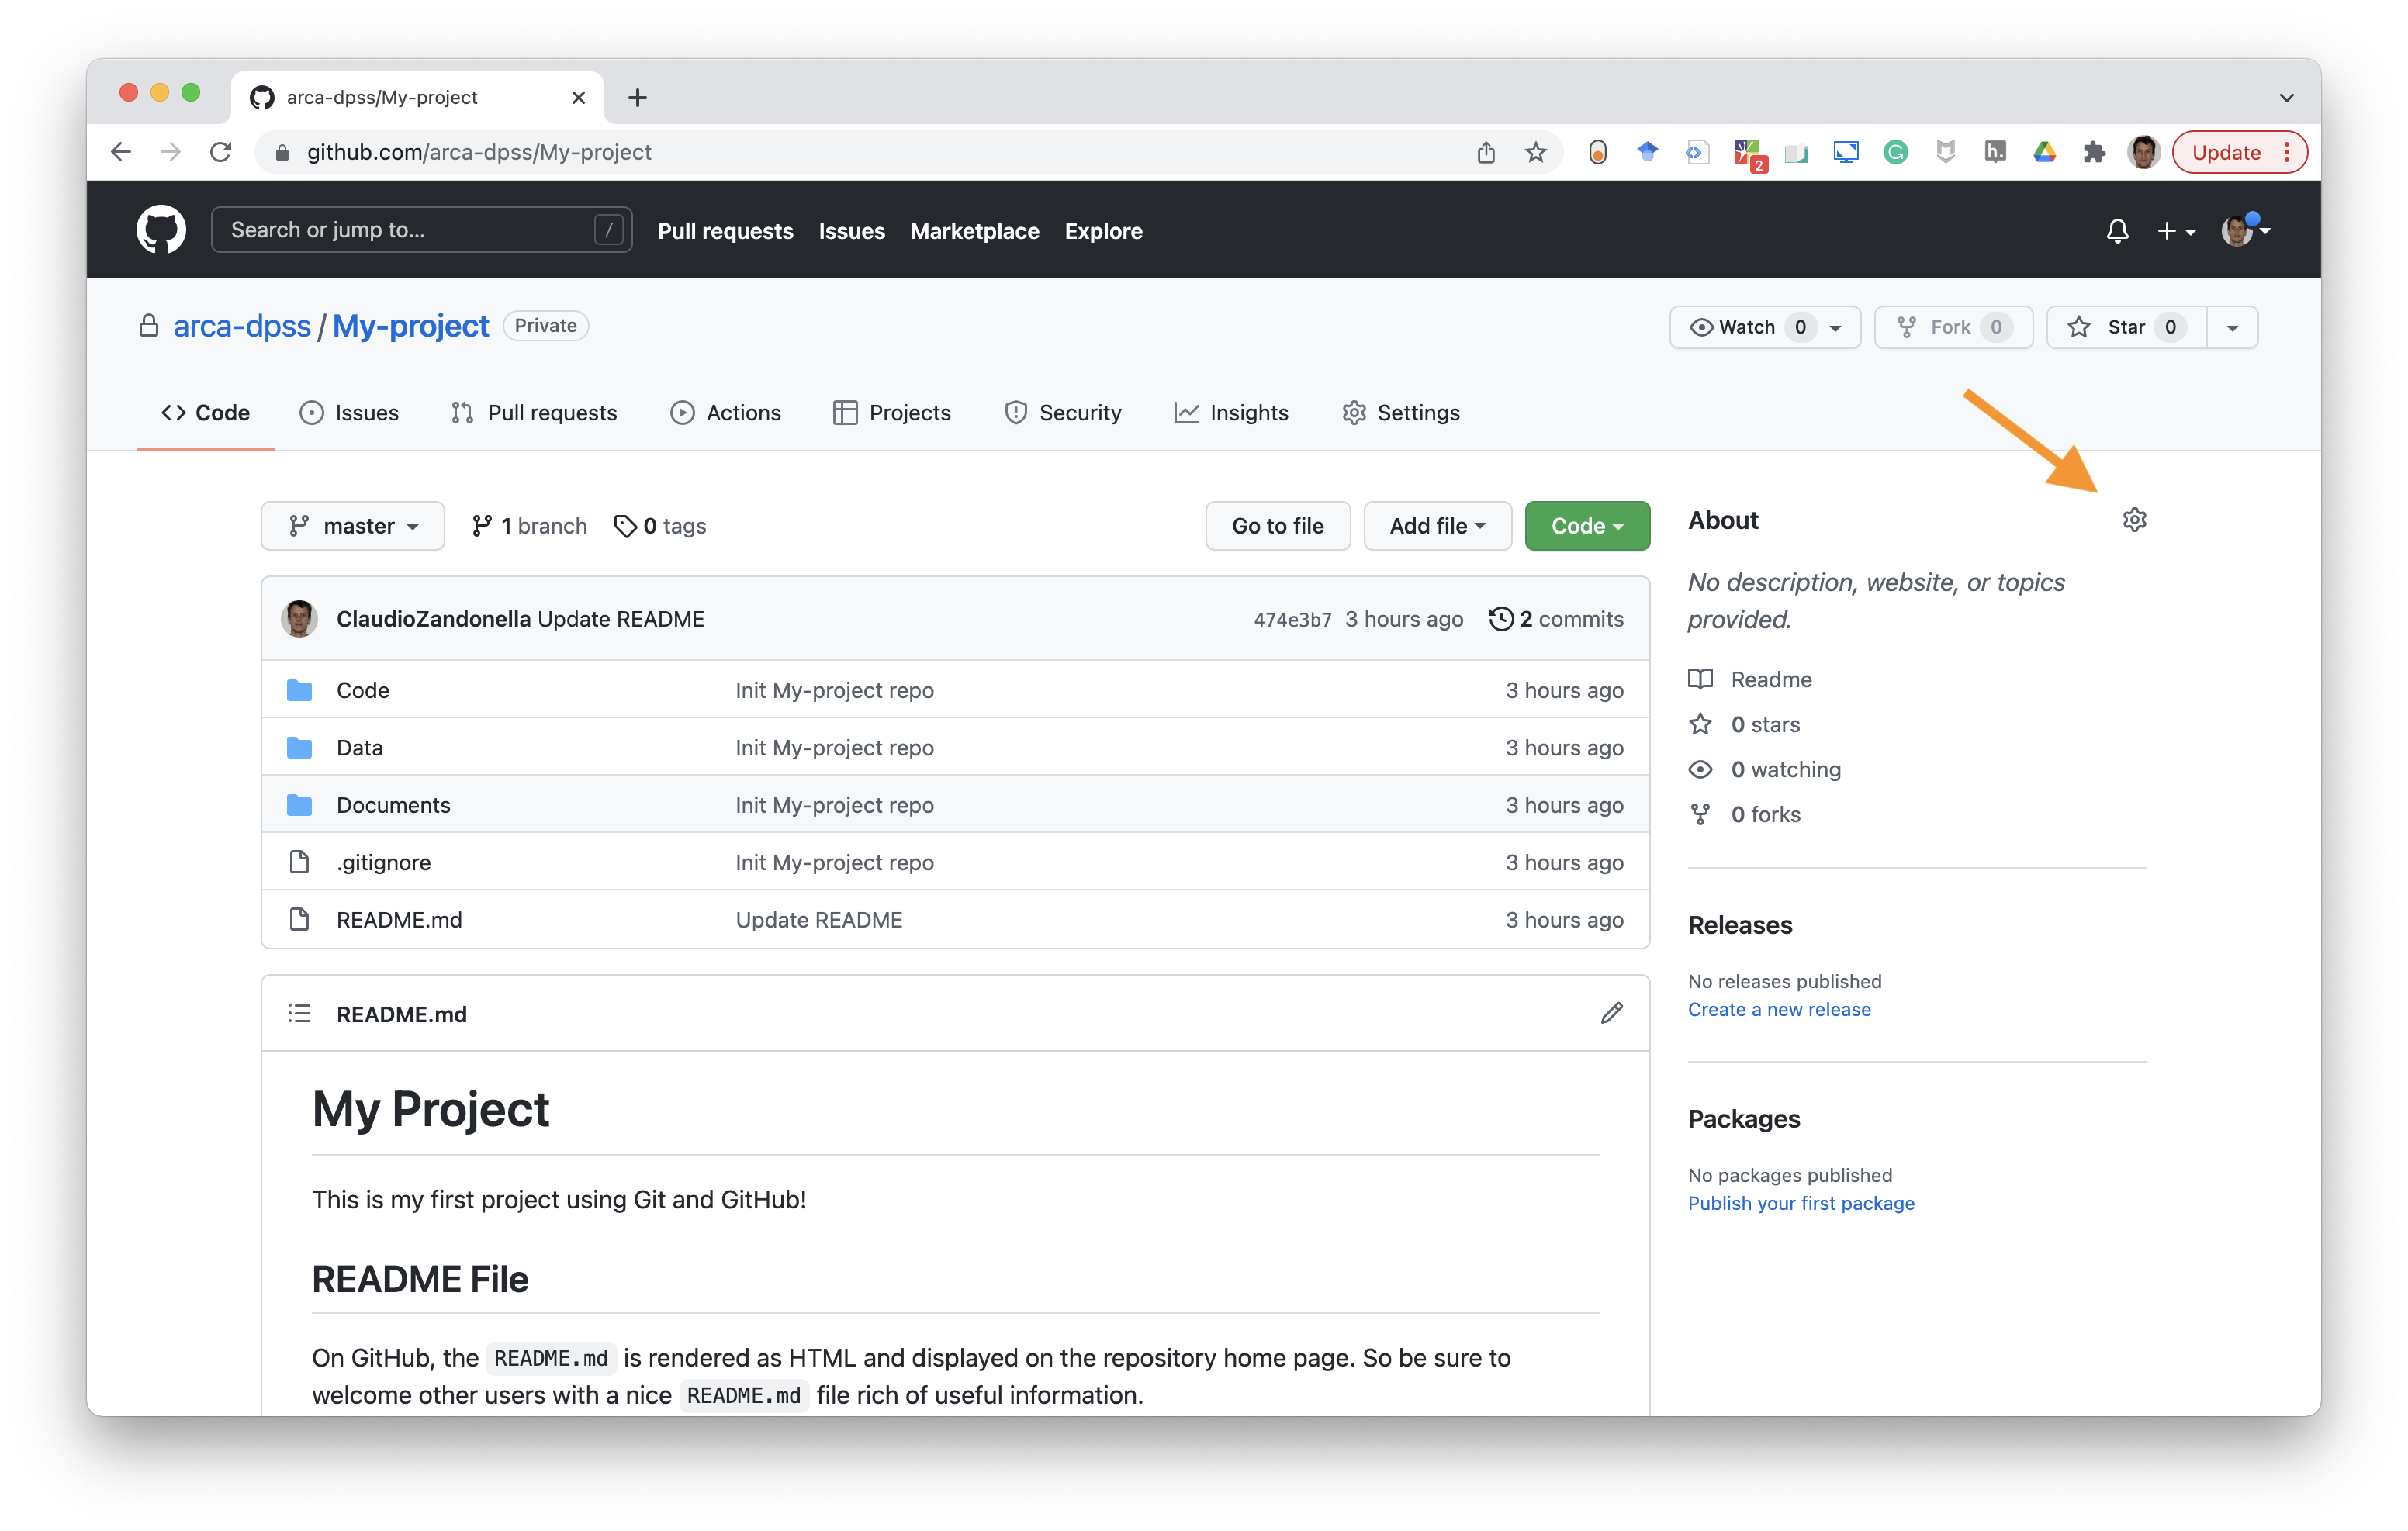 arca-dpss/My-project
github.com/arca-dpss/My-project
2
G
h.
Update
Search or jump to... /
Pull requests Issues Marketplace Explore
arca-dpss / My-project Private
Watch 0 Fork 0 Star 0
Code Issues Pull requests Actions Projects Security Insights Settings
master 1 branch 0 tags Go to file Add file Code
ClaudioZandonella Update README 474e3b7 3 hours ago 2 commits
Code Init My-project repo 3 hours ago
Data Init My-project repo 3 hours ago
Documents Init My-project repo 3 hours ago
.gitignore Init My-project repo 3 hours ago
README.md Update README 3 hours ago
README.md
My Project
This is my first project using Git and GitHub!
README File
On GitHub, the README.md is rendered as HTML and displayed on the repository home page. So be sure to
welcome other users with a nice README.md file rich of useful information.
About
No description, website, or topics
provided.
Readme
0 stars
0 watching
0 forks
Releases
No releases published
Create a new release
Packages
No packages published
Publish your first package